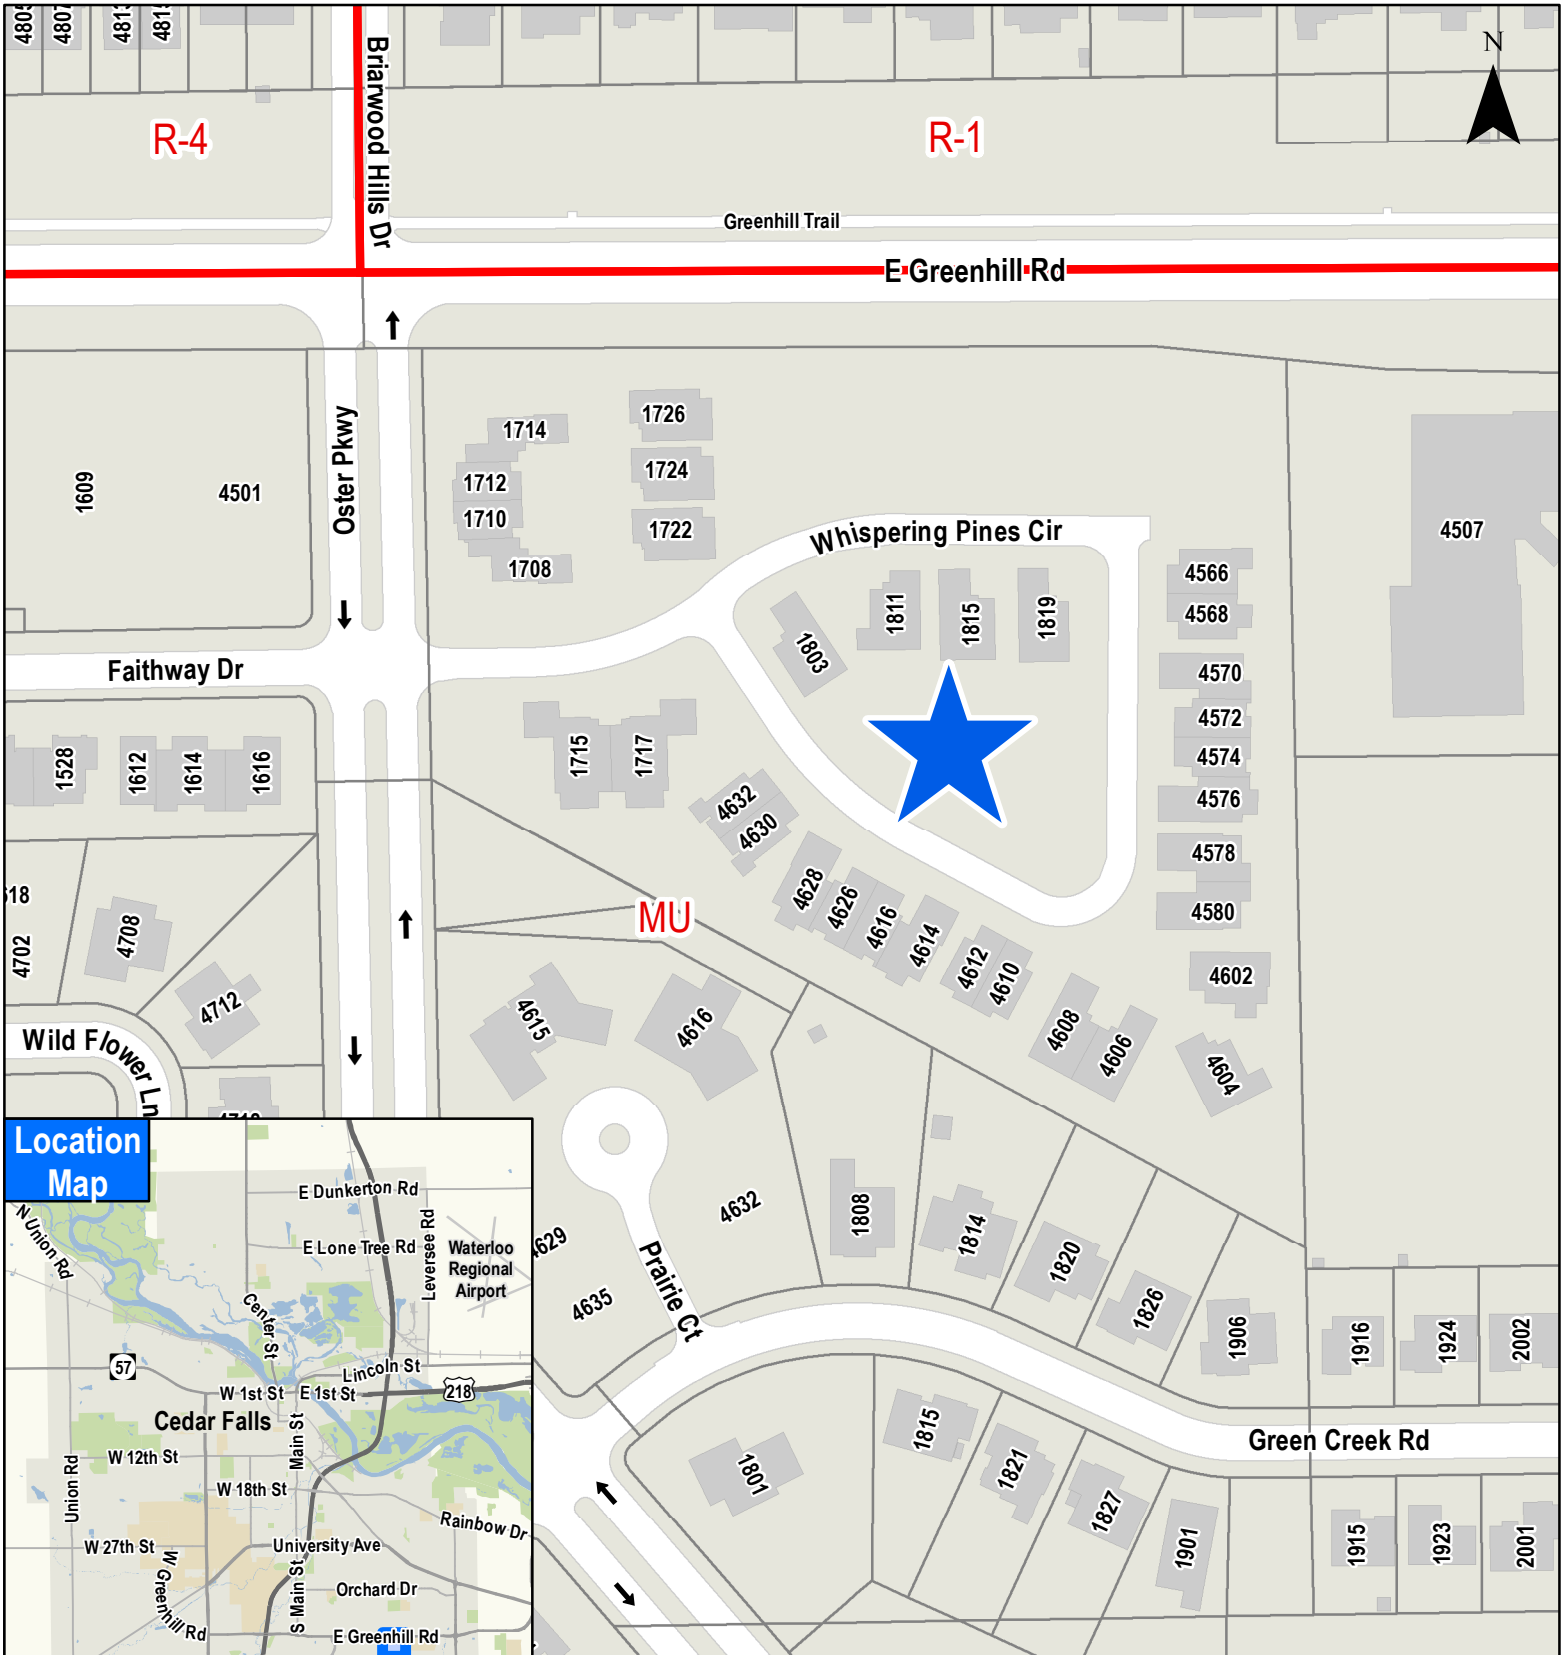 4805
4807
4813
4815
Briarwood Hills Dr
N
R-4
R-1
Greenhill Trail
E Greenhill Rd
1609
4501
Oster Pkwy
1714
1712
1710
1708
1726
1724
1722
Whispering Pines Cir
4507
4566
4568
1803
1811
1815
1819
Faithway Dr
4570
4572
4574
4576
4578
4580
1528
1612
1614
1616
1715
1717
4632
4630
4628
4626
4616
4614
4612
4610
4608
4606
4602
4604
MU
4702
4708
4712
Wild Flower Ln
4615
4616
4632
4629
4635
Prairie Ct
1808
1814
1820
1826
1906
1916
1924
2002
Green Creek Rd
1801
1815
1821
1827
1901
1915
1923
2001
Location
Map
E Dunkerton Rd
N Union Rd
E Lone Tree Rd
Leversee Rd
Waterloo
Regional
Airport
Center St
57
Lincoln St
W 1st St
E 1st St
218
Cedar Falls
Main St
W 12th St
Union Rd
W 18th St
Rainbow Dr
W 27th St
University Ave
W Greenhill Rd
Orchard Dr
S Main St
E Greenhill Rd